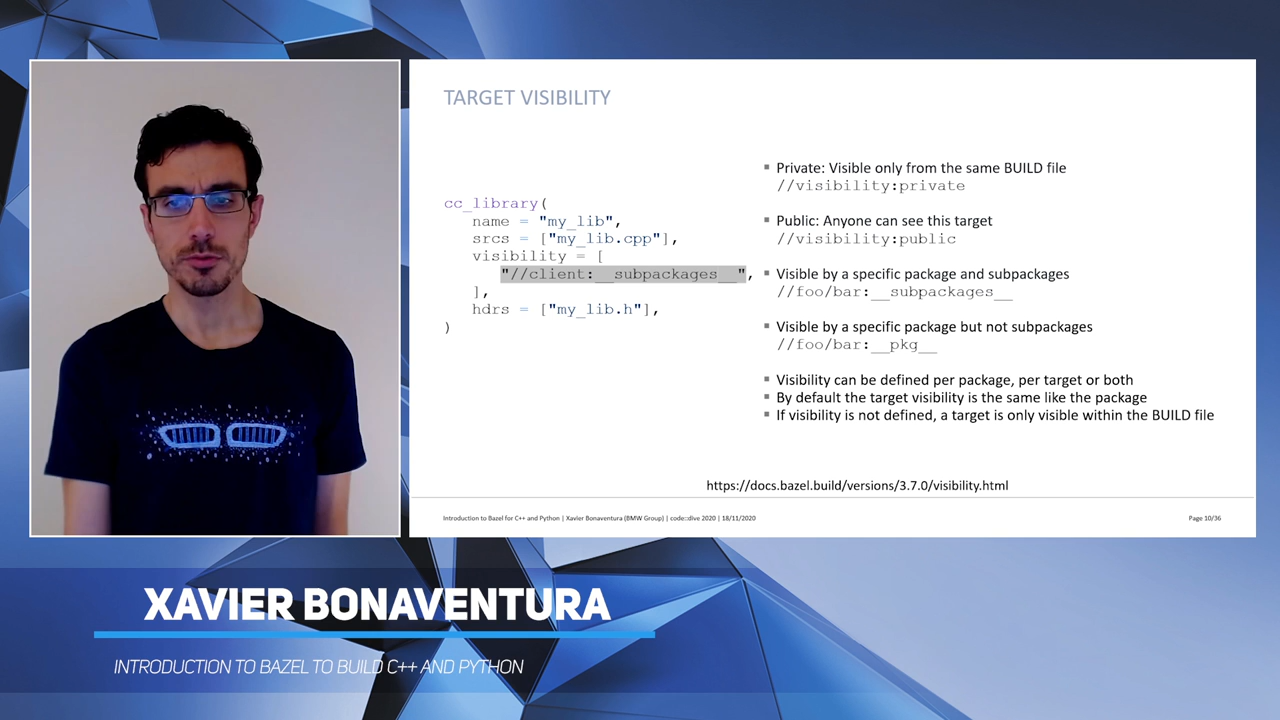 TARGET VISIBILITY
cc_library(
name = "my_lib",
srcs = ["my_lib.cpp"],
visibility = [
"//client:__subpackages__",
],
hdrs = ["my_lib.h"],
)
▪ Private: Visible only from the same BUILD file
//visibility:private
▪ Public: Anyone can see this target
//visibility:public
▪ Visible by a specific package and subpackages
//foo/bar:__subpackages__
▪ Visible by a specific package but not subpackages
//foo/bar:__pkg__
▪ Visibility can be defined per package, per target or both
▪ By default the target visibility is the same like the package
▪ If visibility is not defined, a target is only visible within the BUILD file
https://docs.bazel.build/versions/3.7.0/visibility.html
Introduction to Bazel for C++ and Python | Xavier Bonaventura (BMW Group) | code::dive 2020 | 18/11/2020
Page 10/36
XAVIER BONAVENTURA
INTRODUCTION TO BAZEL TO BUILD C++ AND PYTHON